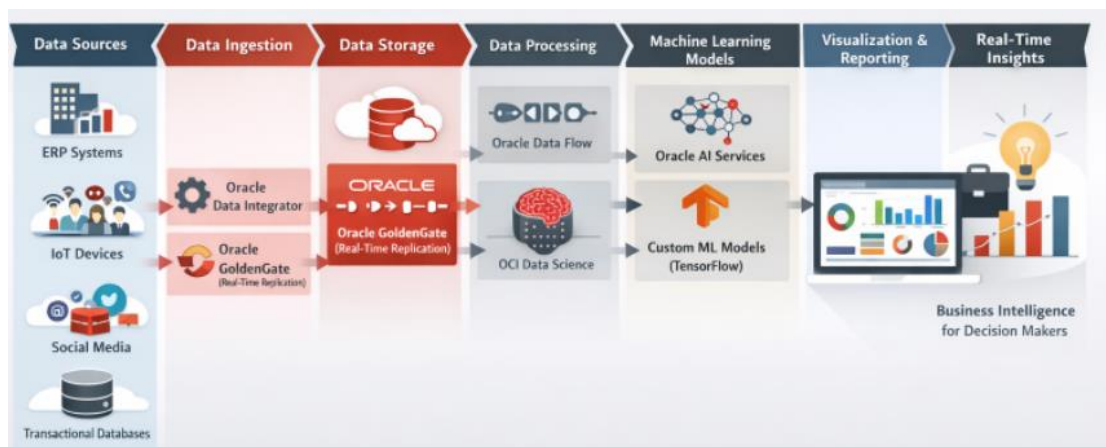 Data Sources
Data Ingestion
Data Storage
Data Processing
Machine Learning
Models
Visualization &
Reporting
Real-Time
Insights
ERP Systems
IoT Devices
Social Media
Transactional Databases
Oracle
Data Integrator
Oracle
GoldenGate
(Real-Time Replication)
ORACLE
Oracle GoldenGate
(Real-Time Replication)
Oracle Data Flow
OCI Data Science
Oracle AI Services
Custom ML Models
(TensorFlow)
Business Intelligence
for Decision Makers